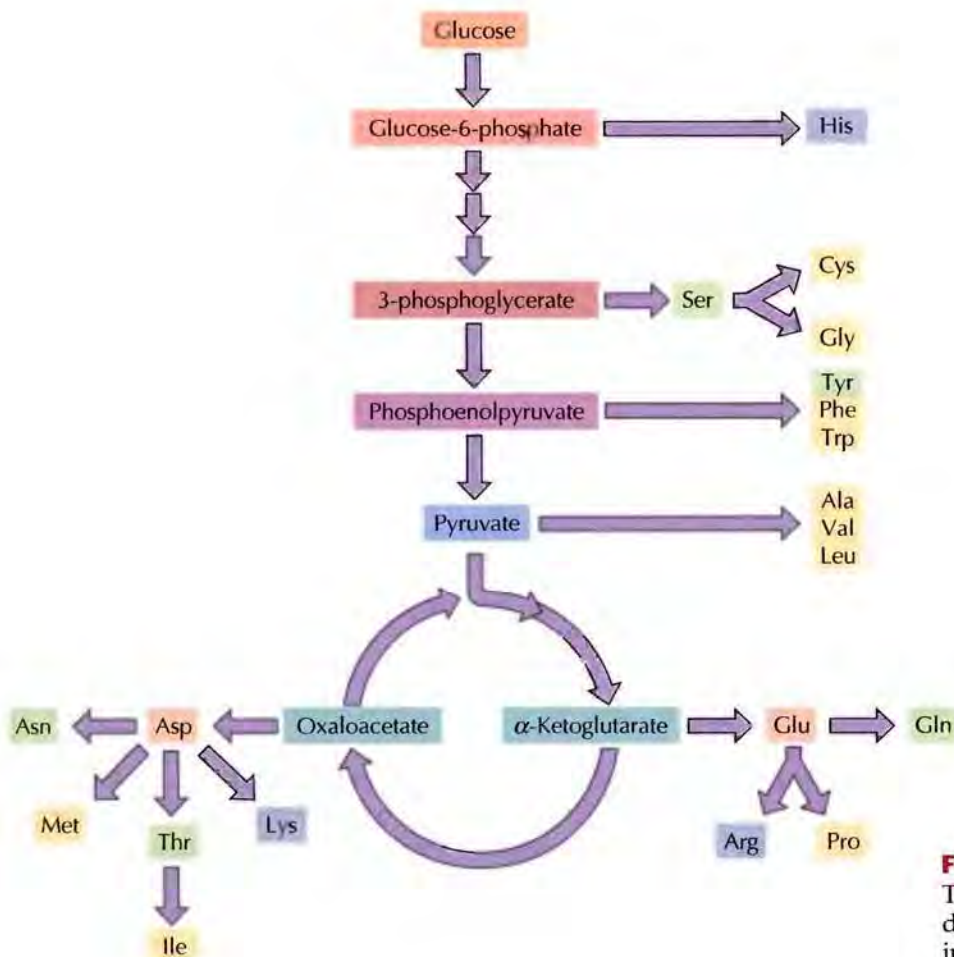 Glucose
Glucose-6-phosphate
His
3-phosphoglycerate
Ser
Cys
Gly
Phosphoenolpyruvate
Tyr
Phe
Trp
Pyruvate
Ala
Val
Leu
Asn
Asp
Oxaloacetate
α-Ketoglutarate
Glu
Gln
Met
Thr
Lys
Arg
Pro
Ile